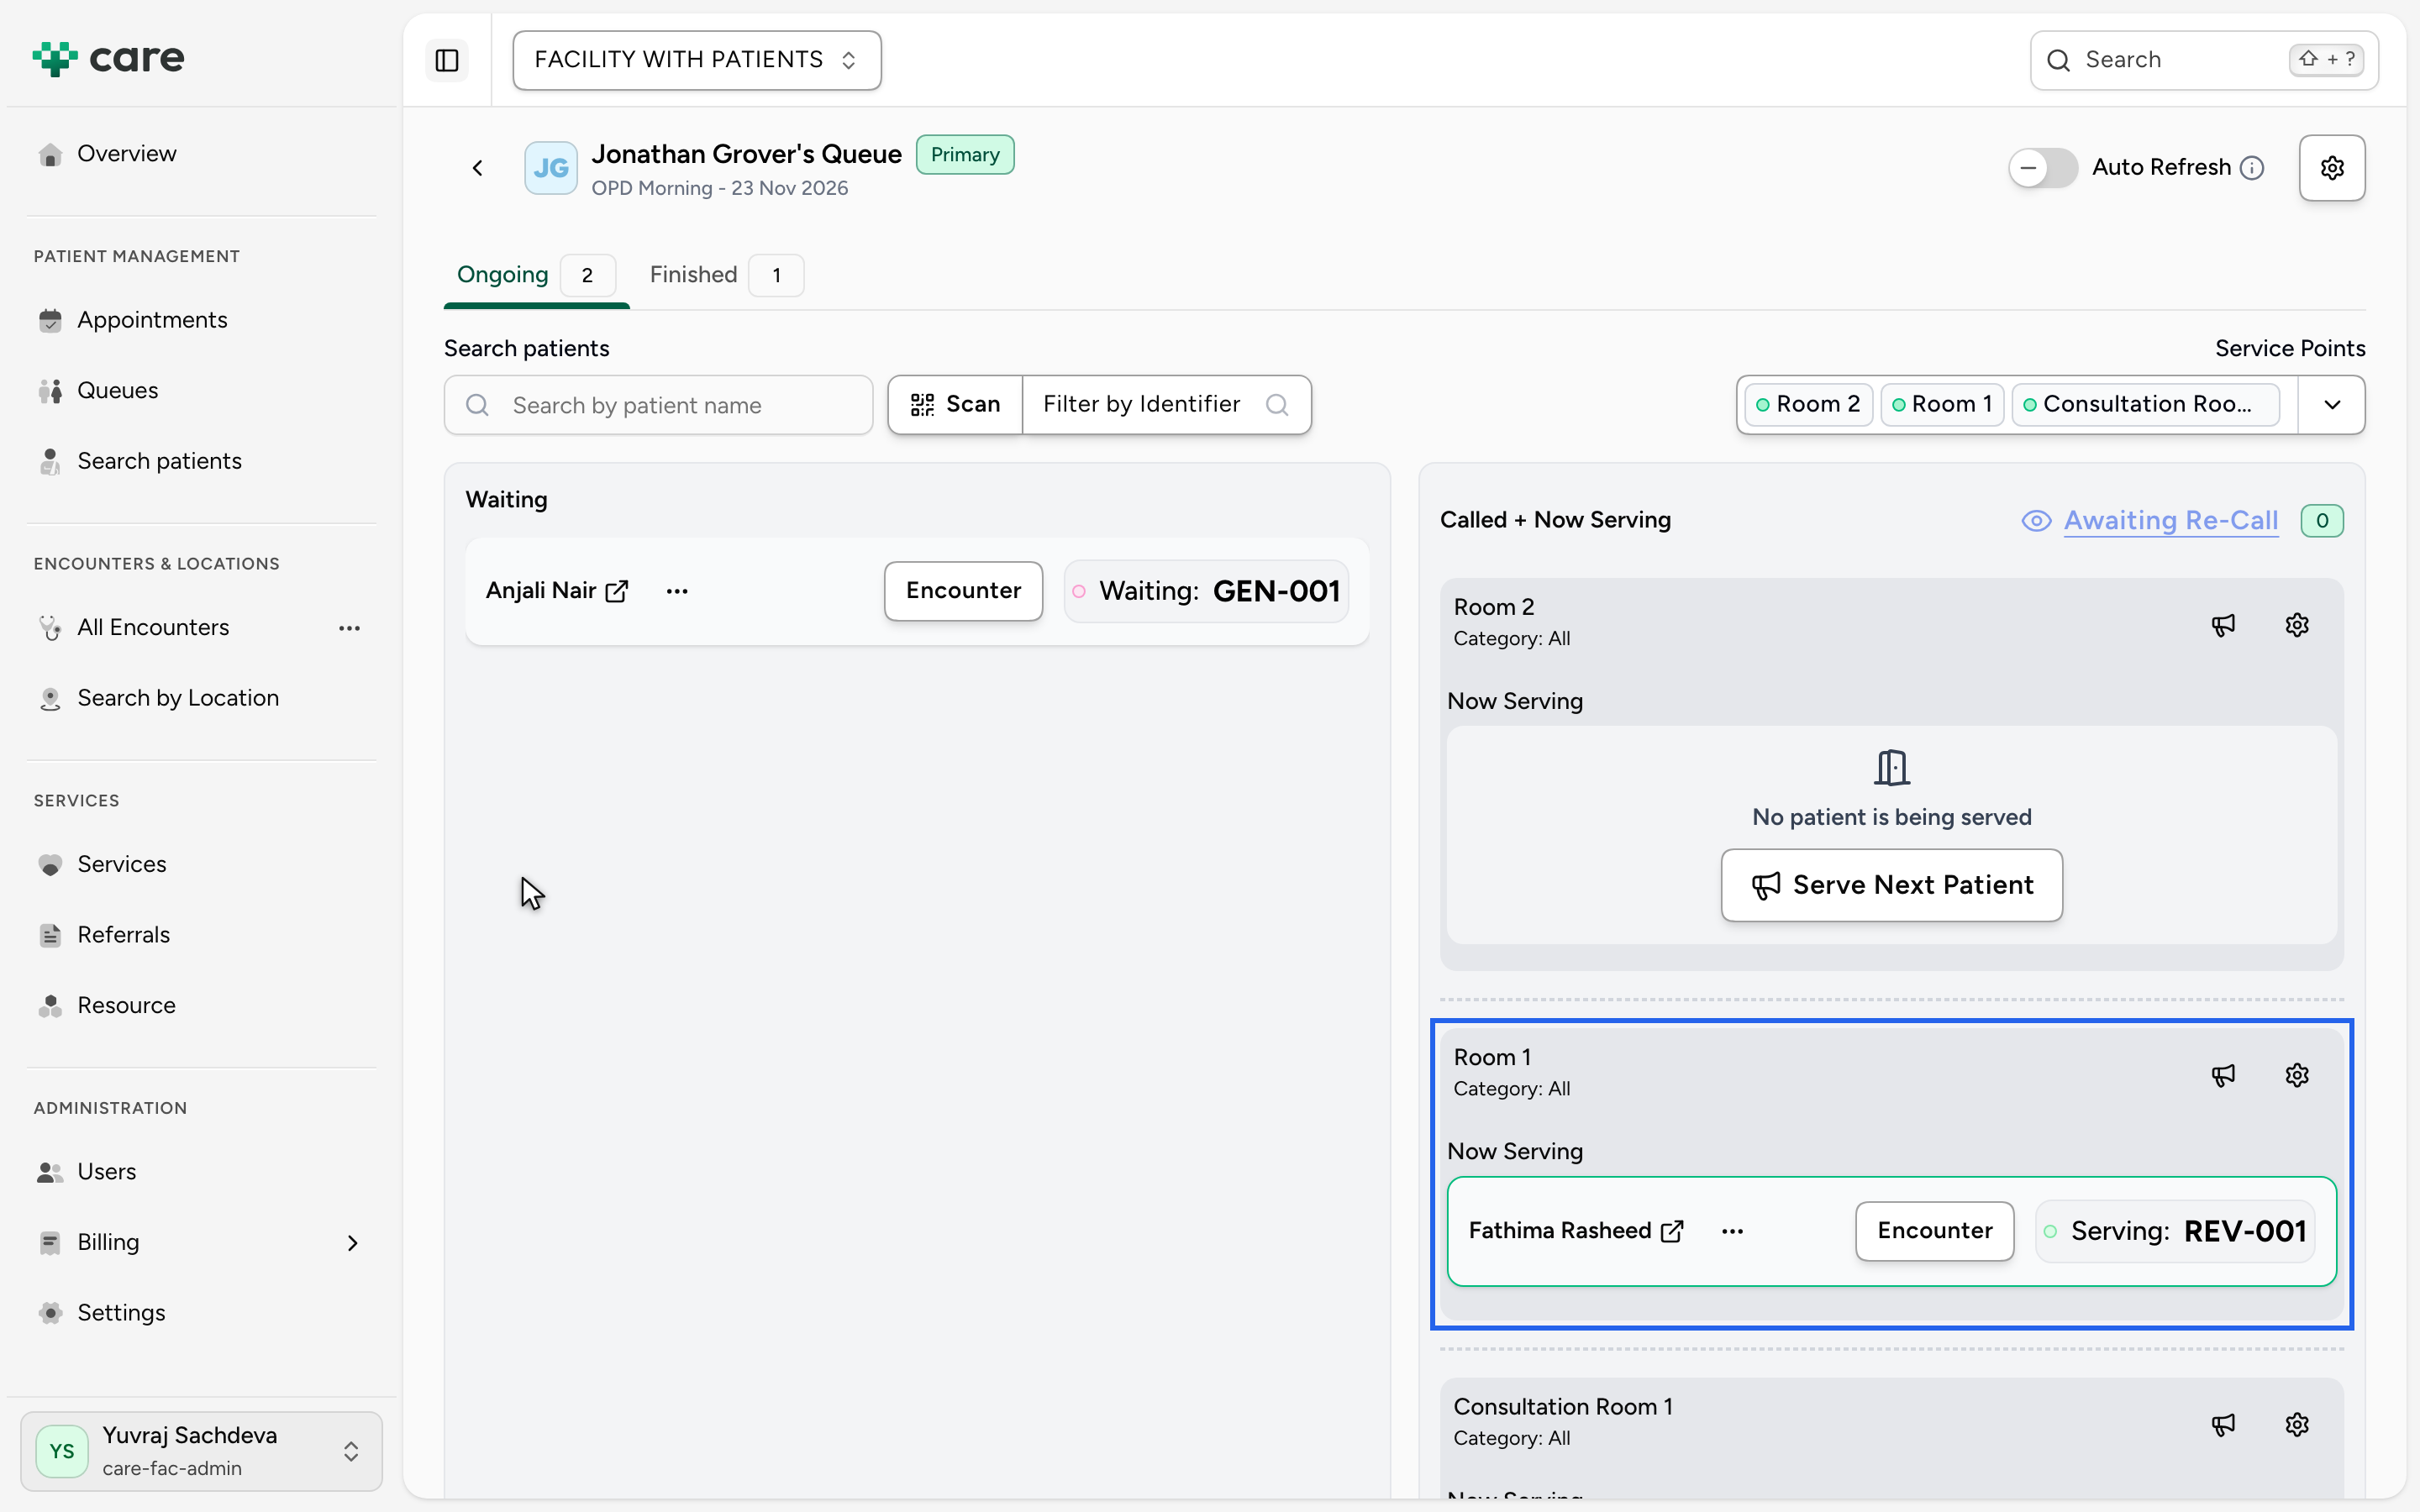 care
FACILITY WITH PATIENTS
Search
+ ?
Overview
PATIENT MANAGEMENT
Appointments
Queues
Search patients
ENCOUNTERS & LOCATIONS
All Encounters
Search by Location
SERVICES
Services
Referrals
Resource
ADMINISTRATION
Users
Billing
Settings
YS
Yuvraj Sachdeva
care-fac-admin
JG
Jonathan Grover's Queue
Primary
OPD Morning - 23 Nov 2026
Auto Refresh
Ongoing 2
Finished 1
Search patients
Search by patient name
Scan
Filter by Identifier
Service Points
Room 2
Room 1
Consultation Roo...
Waiting
Anjali Nair
Encounter
Waiting: GEN-001
Called + Now Serving
Awaiting Re-Call
0
Room 2
Category: All
Now Serving
No patient is being served
Serve Next Patient
Room 1
Category: All
Now Serving
Fathima Rasheed
Encounter
Serving: REV-001
Consultation Room 1
Category: All
Now Serving